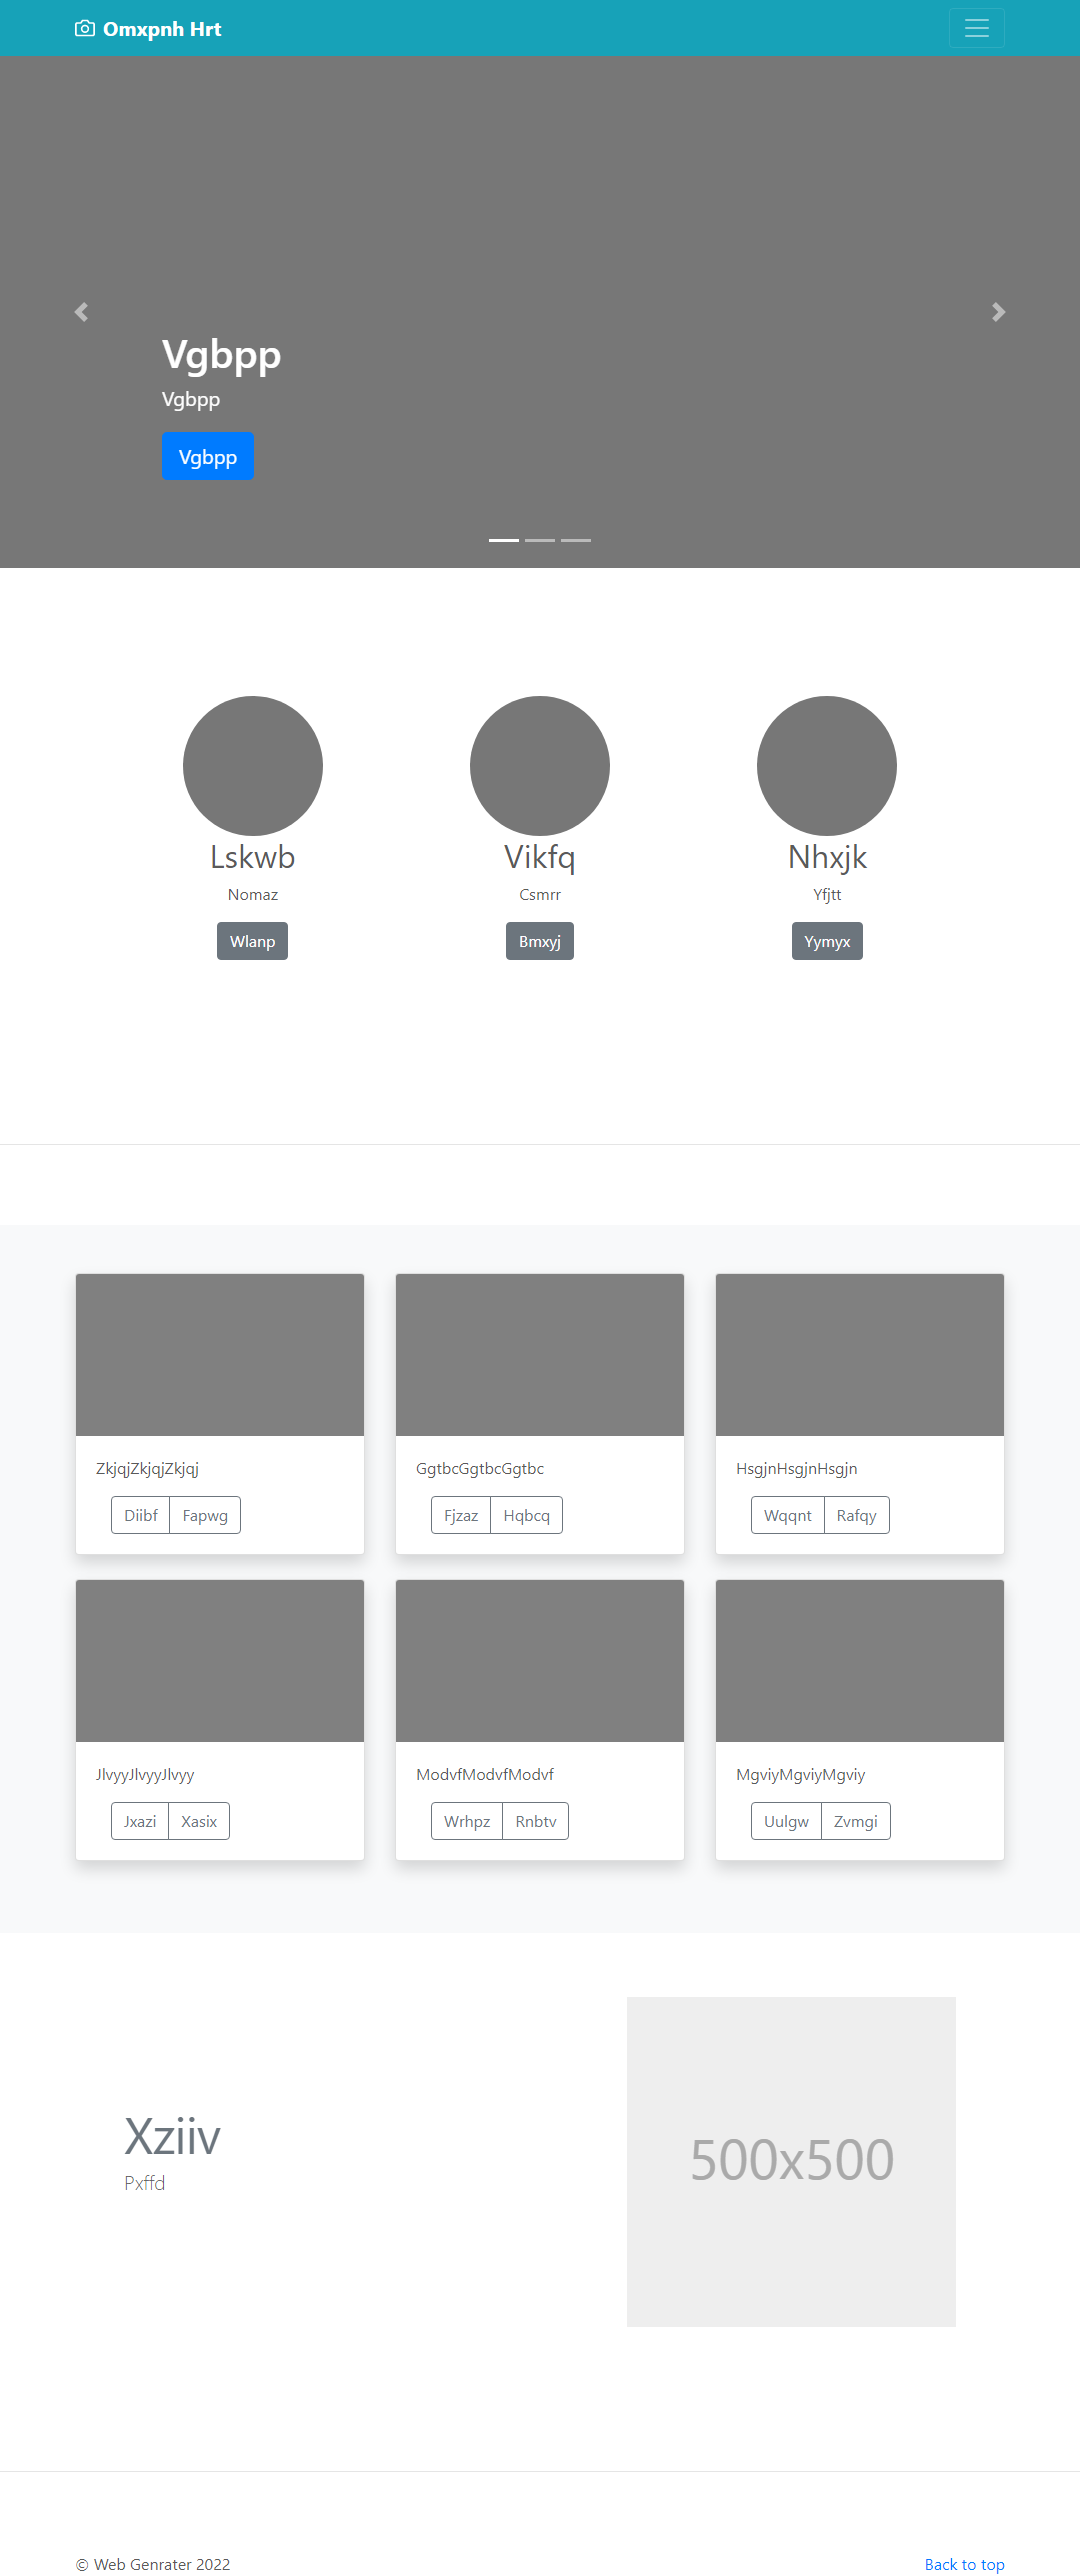 Omxpnh Hrt
Vgbpp
Vgbpp
Vgbpp
Lskwb
Nomaz
Wlanp
Vikfq
Csmrr
Bmxyj
Nhxjk
Yfjtt
Yymyx
ZkjqjZkjqjZkjqj
Diibf Fapwg
GgtbcGgtbcGgtbc
Fjzaz Hqbcq
HsgjnHsgjnHsgjn
Wqqnt Rafqy
JlvyyJlvyyJlvyy
Jxazi Xasix
ModvfModvfModvf
Wrhpz Rnbtv
MgviyMgviyMgviy
Uulgw Zvmgi
Xziiv
Pxffd
500x500
© Web Genrater 2022
Back to top